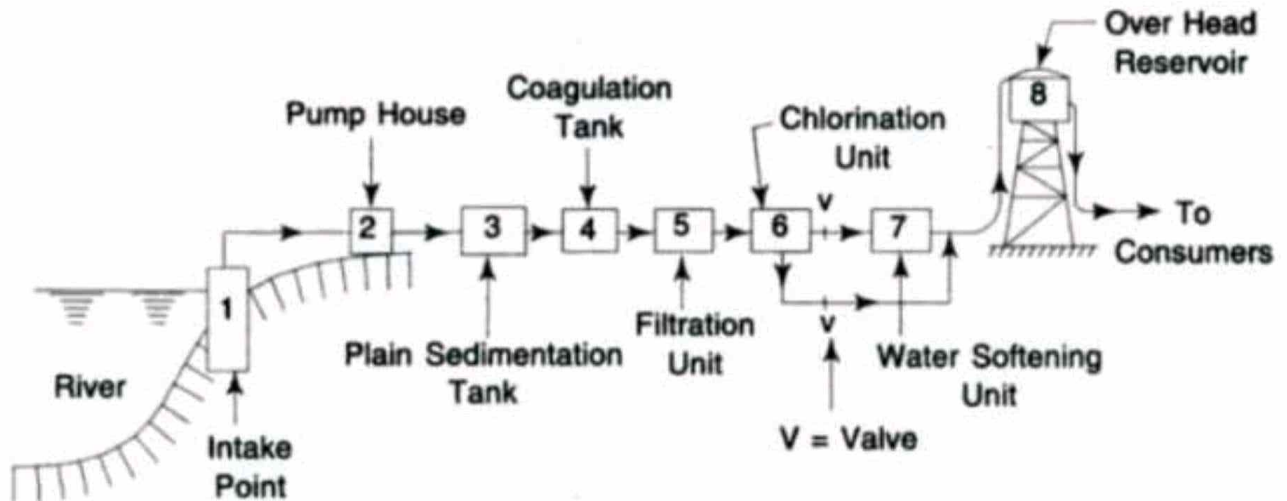 Over Head
Reservoir
8
Coagulation
Tank
Pump House
Chlorination
Unit
V
2
3
4
5
6
7
To
Consumers
1
River
V
Filtration
Unit
Plain Sedimentation
Tank
Water Softening
Unit
V = Valve
Intake
Point